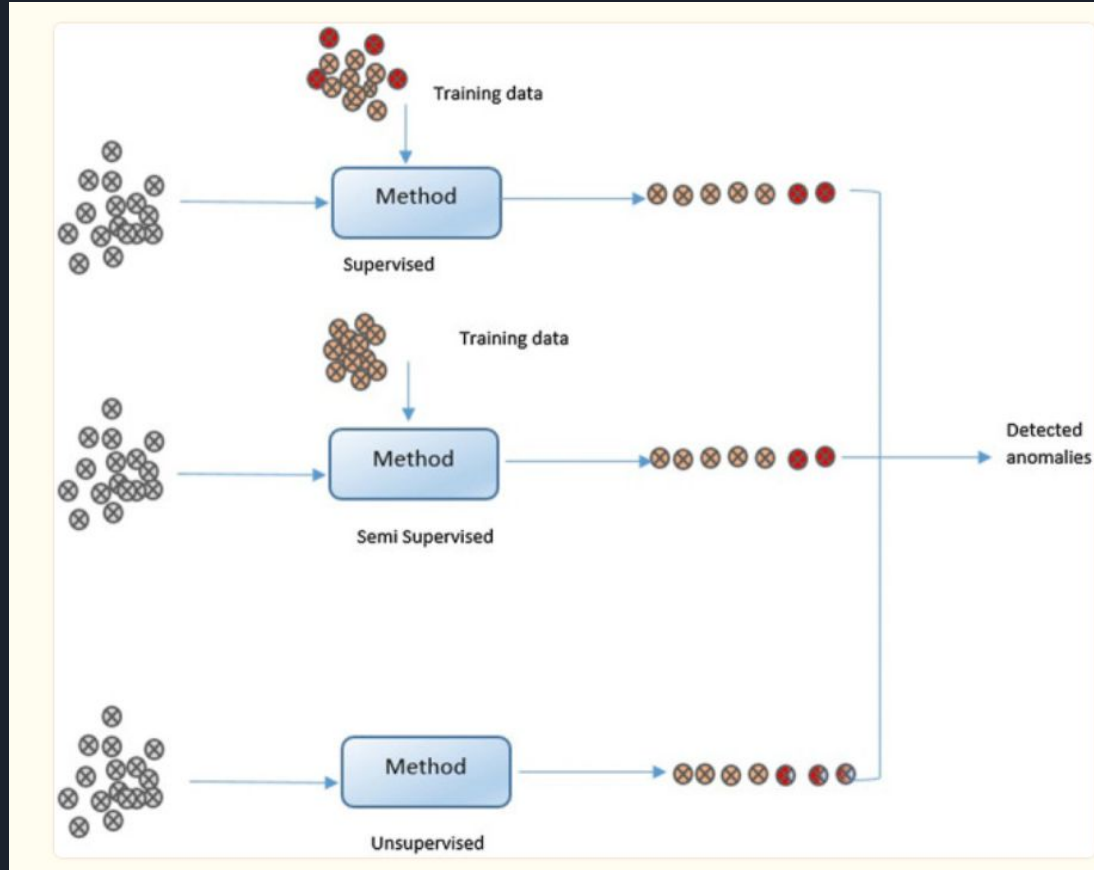 Training data
Method
Supervised
Training data
Method
Semi Supervised
Detected
anomalies
Method
Unsupervised